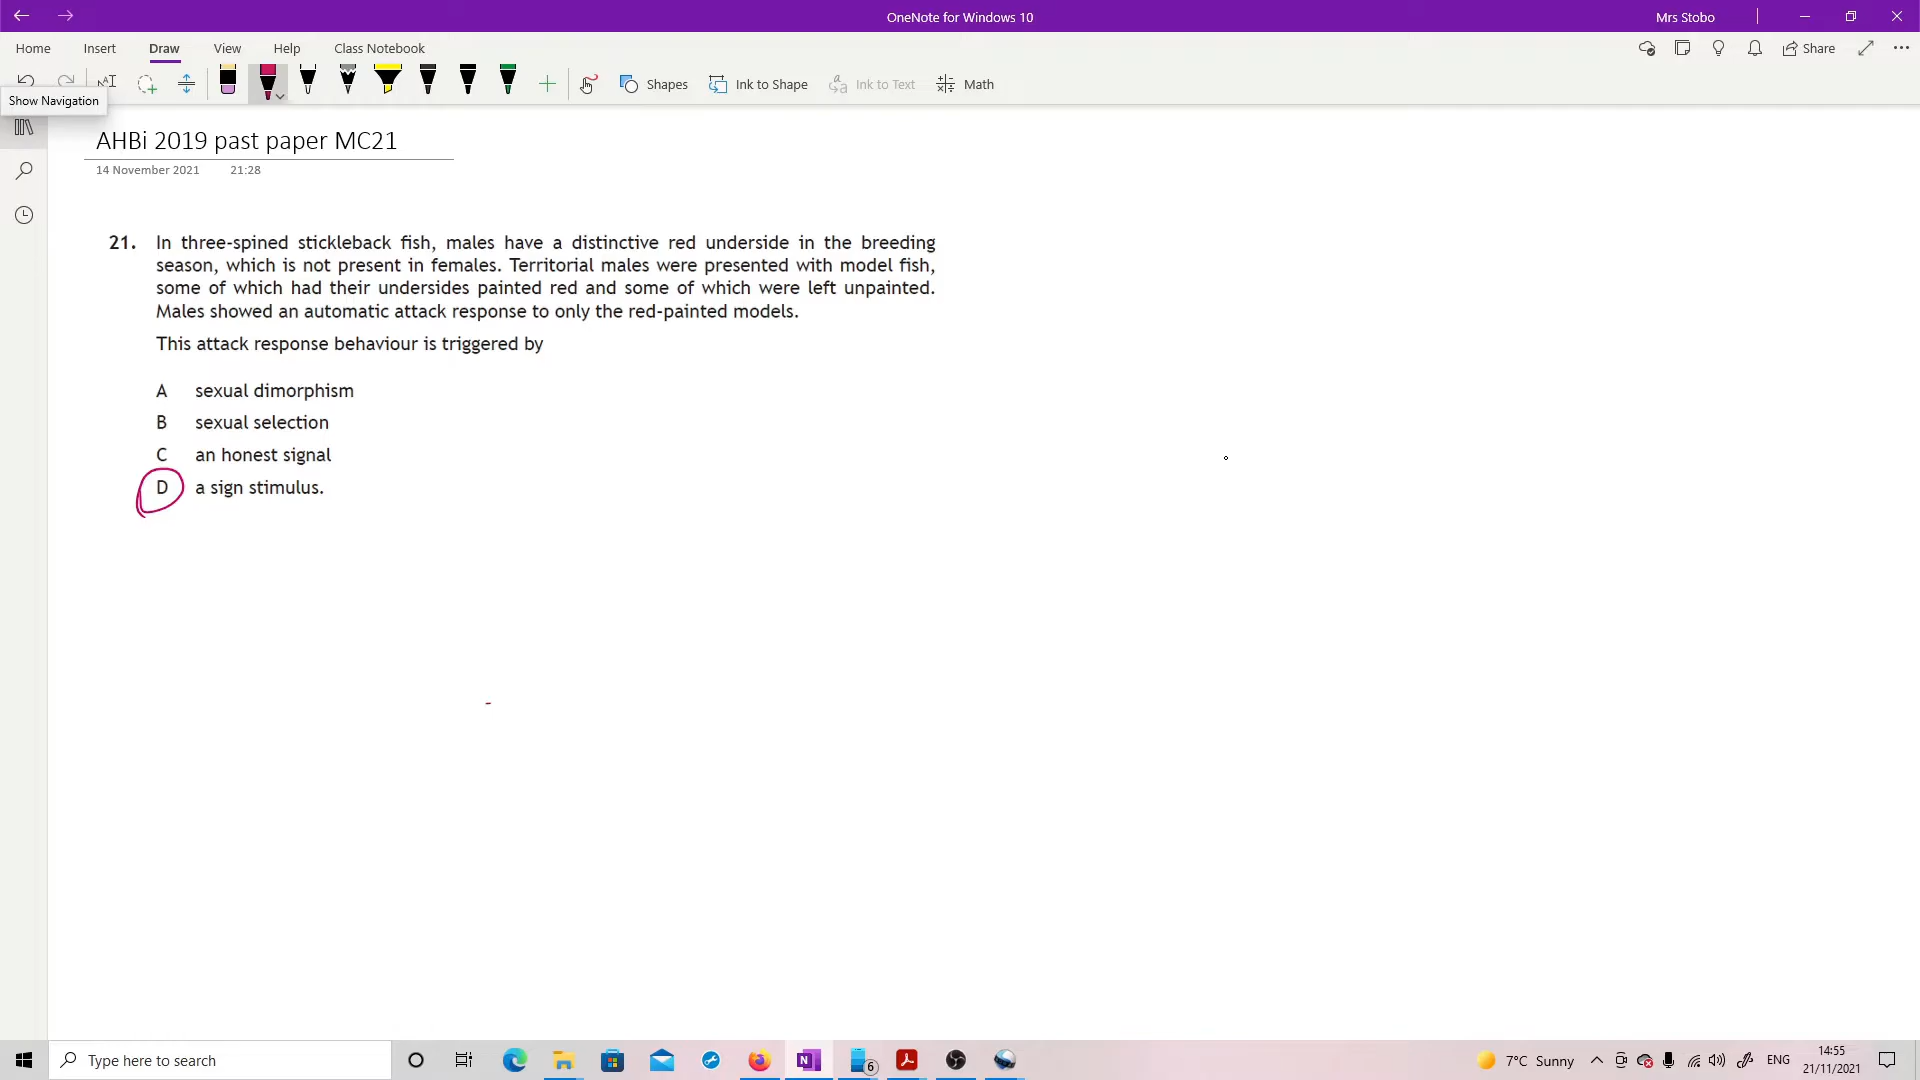 OneNote for Windows 10
Mrs Stobo
Home Insert Draw View Help Class Notebook
Share
Shapes Ink to Shape Ink to Text Math
Show Navigation
AHBi 2019 past paper MC21
14 November 2021 21:28
21. In three-spined stickleback fish, males have a distinctive red underside in the breeding
season, which is not present in females. Territorial males were presented with model fish,
some of which had their undersides painted red and some of which were left unpainted.
Males showed an automatic attack response to only the red-painted models.
This attack response behaviour is triggered by
A sexual dimorphism
B sexual selection
C an honest signal
D a sign stimulus.
Type here to search
6
7°C Sunny
ENG
14:55
21/11/2021